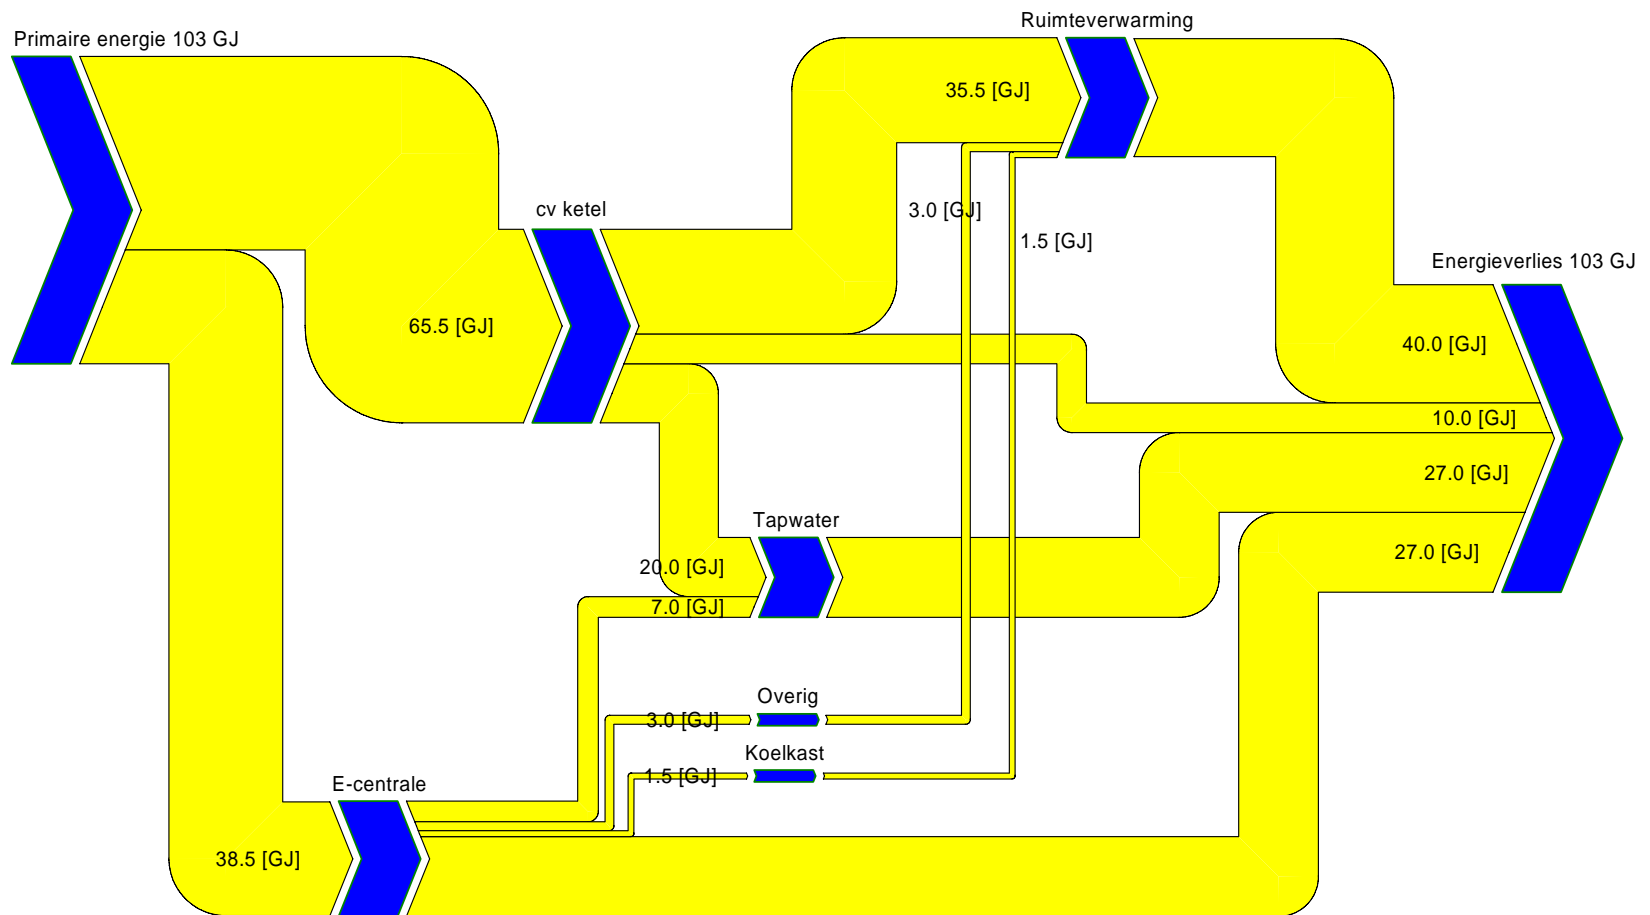 Ruimteverwarming
Primaire energie 103 GJ
35.5 [GJ]
cv ketel
3.0 [GJ]
1.5 [GJ]
Energieverlies 103 GJ
65.5 [GJ]
40.0 [GJ]
10.0 [GJ]
27.0 [GJ]
Tapwater
27.0 [GJ]
20.0 [GJ]
7.0 [GJ]
Overig
3.0 [GJ]
Koelkast
1.5 [GJ]
E-centrale
38.5 [GJ]